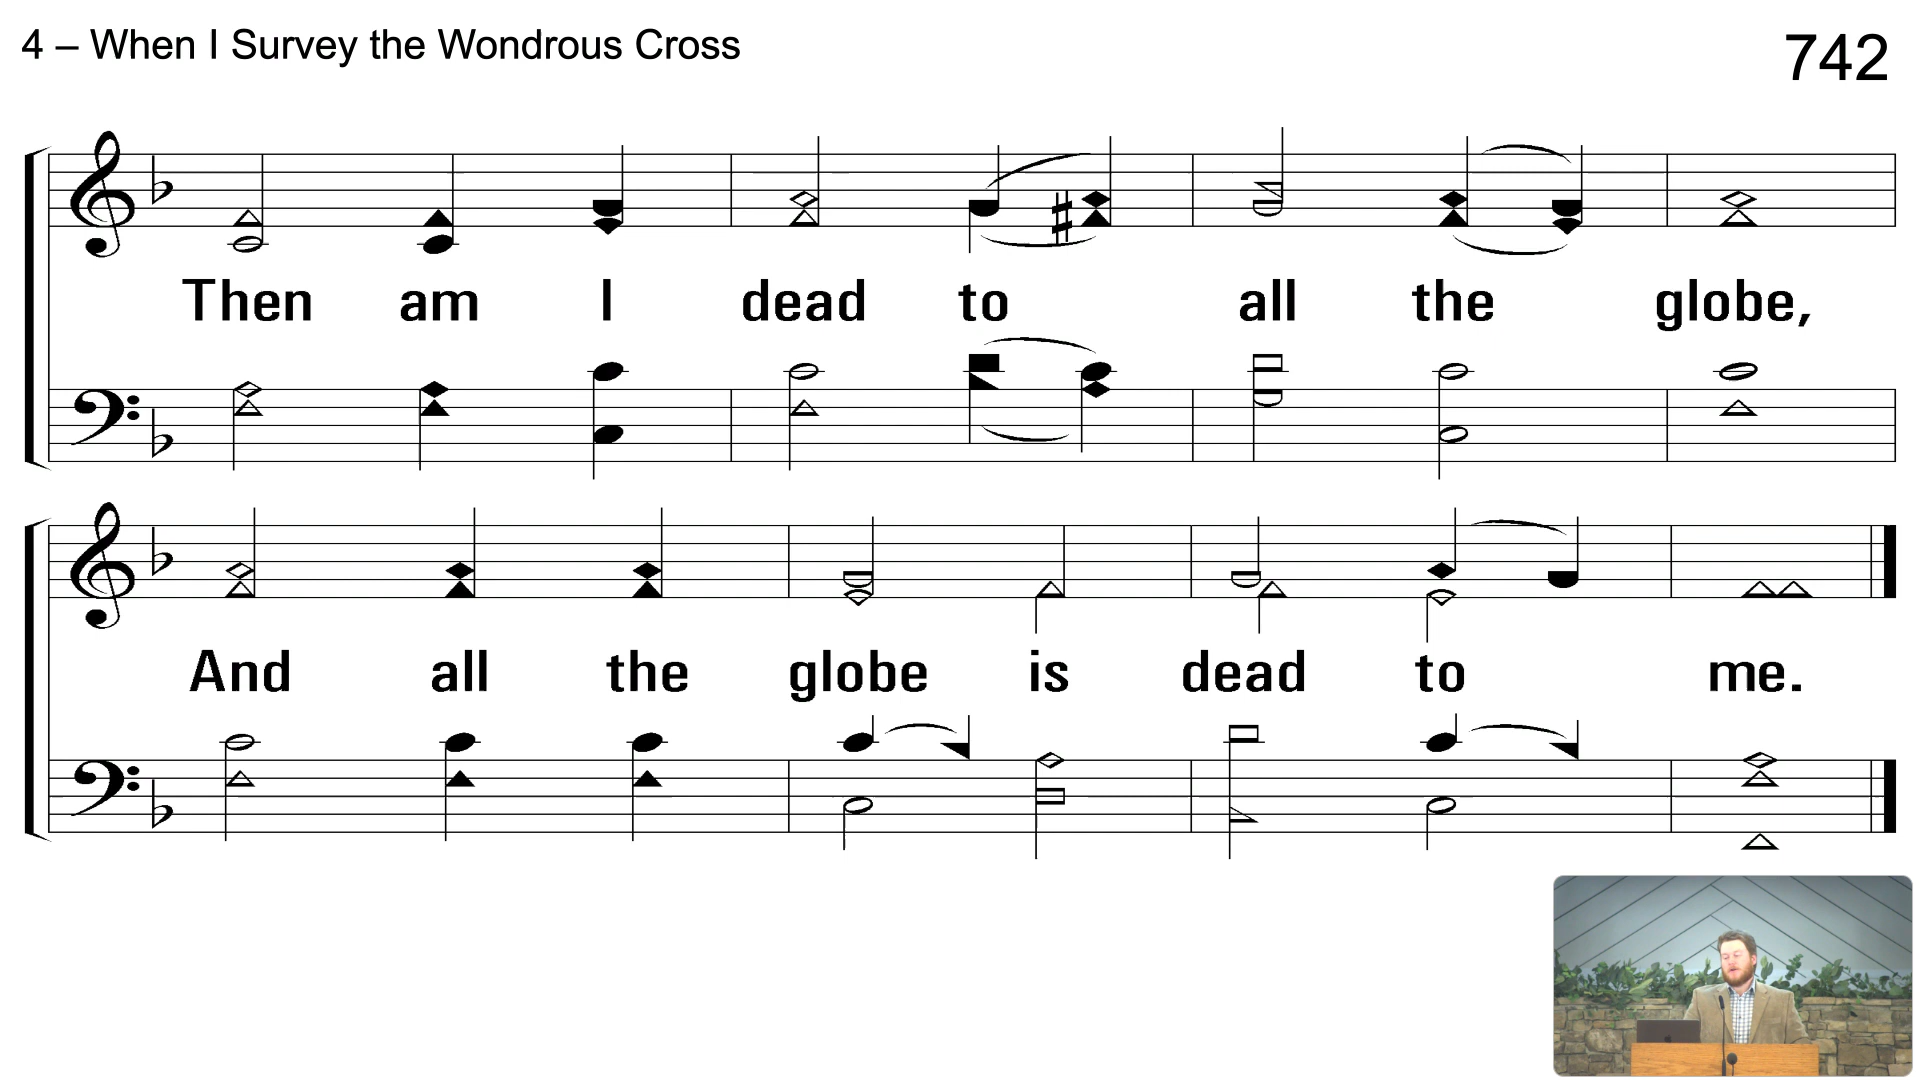 4 – When I Survey the Wondrous Cross
742
Then am I dead to all the globe,
And all the globe is dead to me.